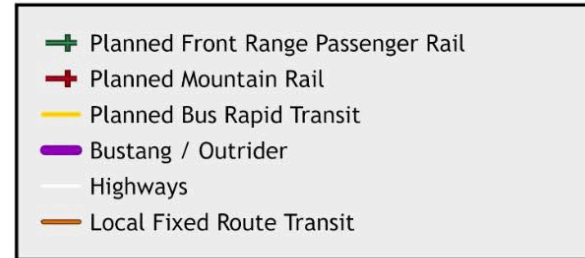 Planned Front Range Passenger Rail
Planned Mountain Rail
Planned Bus Rapid Transit
Bustang / Outrider
Highways
Local Fixed Route Transit